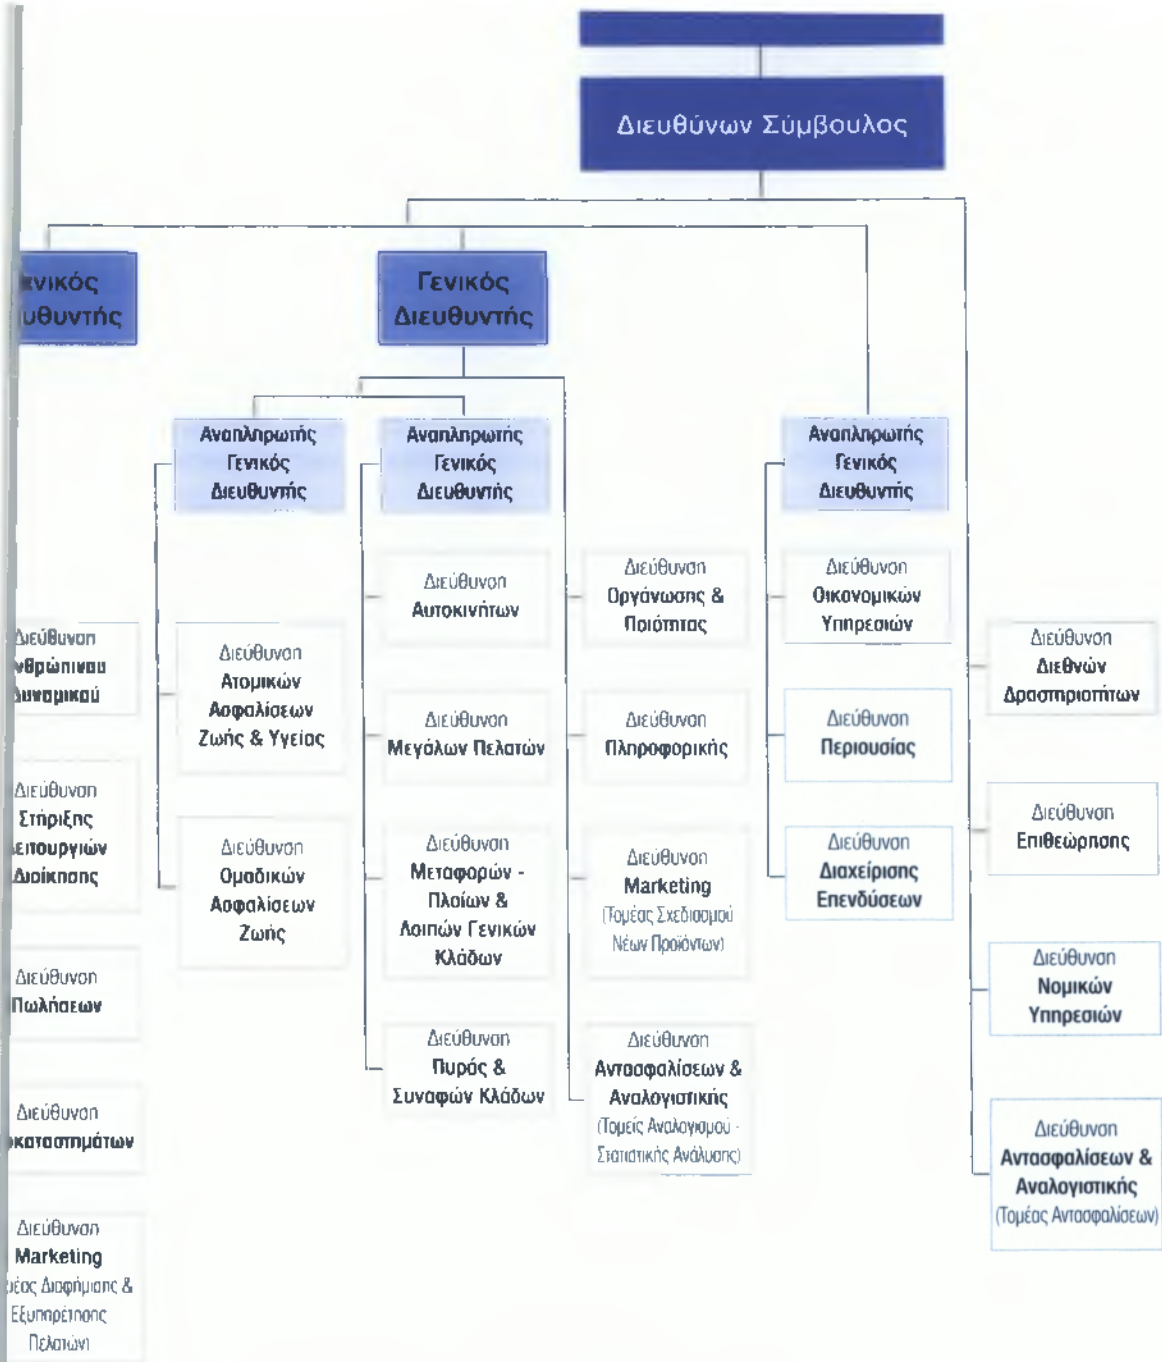 Διευθύνων Σύμβουλος
Γενικός
Διευθυντής
Αναπληρωτής
Γενικός
Διευθυντής
Αναπληρωτής
Γενικός
Διευθυντής
Αναπληρωτής
Γενικός
Διευθυντής
Διεύθυνση
Διεύθυνση
Στήριξης
Διοίκησης
Διεύθυνση
Πωλήσεων
Διεύθυνση
Διεύθυνση
Marketing
Διαφήμισης &
Εξυπηρέτησης
Πελατών)
Διεύθυνση
Ατομικών
Ασφαλίσεων
Ζωής & Υγείας
Διεύθυνση
Ομαδικών
Ασφαλίσεων
Ζωής
Διεύθυνση
Αυτοκινήτων
Διεύθυνση
Μεγάλων Πελατών
Διεύθυνση
Μεταφορών -
Πλοίων &
Λοιπών Γενικών
Κλάδων
Διεύθυνση
Πυρός &
Συναφών Κλάδων
Διεύθυνση
Οργάνωσης &
Ποιότητας
Διεύθυνση
Πληροφορικής
Διεύθυνση
Marketing
(Τομέας Σχεδιασμού
Νέων Προϊόντων)
Διεύθυνση
Αντασφαλίσεων &
Αναλογιστικής
(Τομείς Αναλογισμού -
Στατιστικής Ανάλυσης)
Διεύθυνση
Οικονομικών
Υπηρεσιών
Διεύθυνση
Περιουσίας
Διεύθυνση
Διαχείρισης
Επενδύσεων
Διεύθυνση
Διεθνών
Δραστηριοτήτων
Διεύθυνση
Επιθεώρησης
Διεύθυνση
Νομικών
Υπηρεσιών
Διεύθυνση
Αντασφαλίσεων &
Αναλογιστικής
(Τομέας Αντασφαλίσεων)